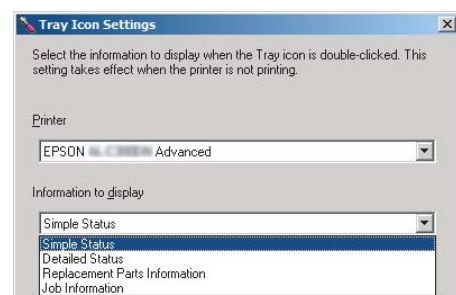 Tray Icon Settings
Select the information to display when the Tray icon is double-clicked. This
setting takes effect when the printer is not printing.
Printer
EPSON Advanced
Information to display
Simple Status
Simple Status
Detailed Status
Replacement Parts Information
Job Information